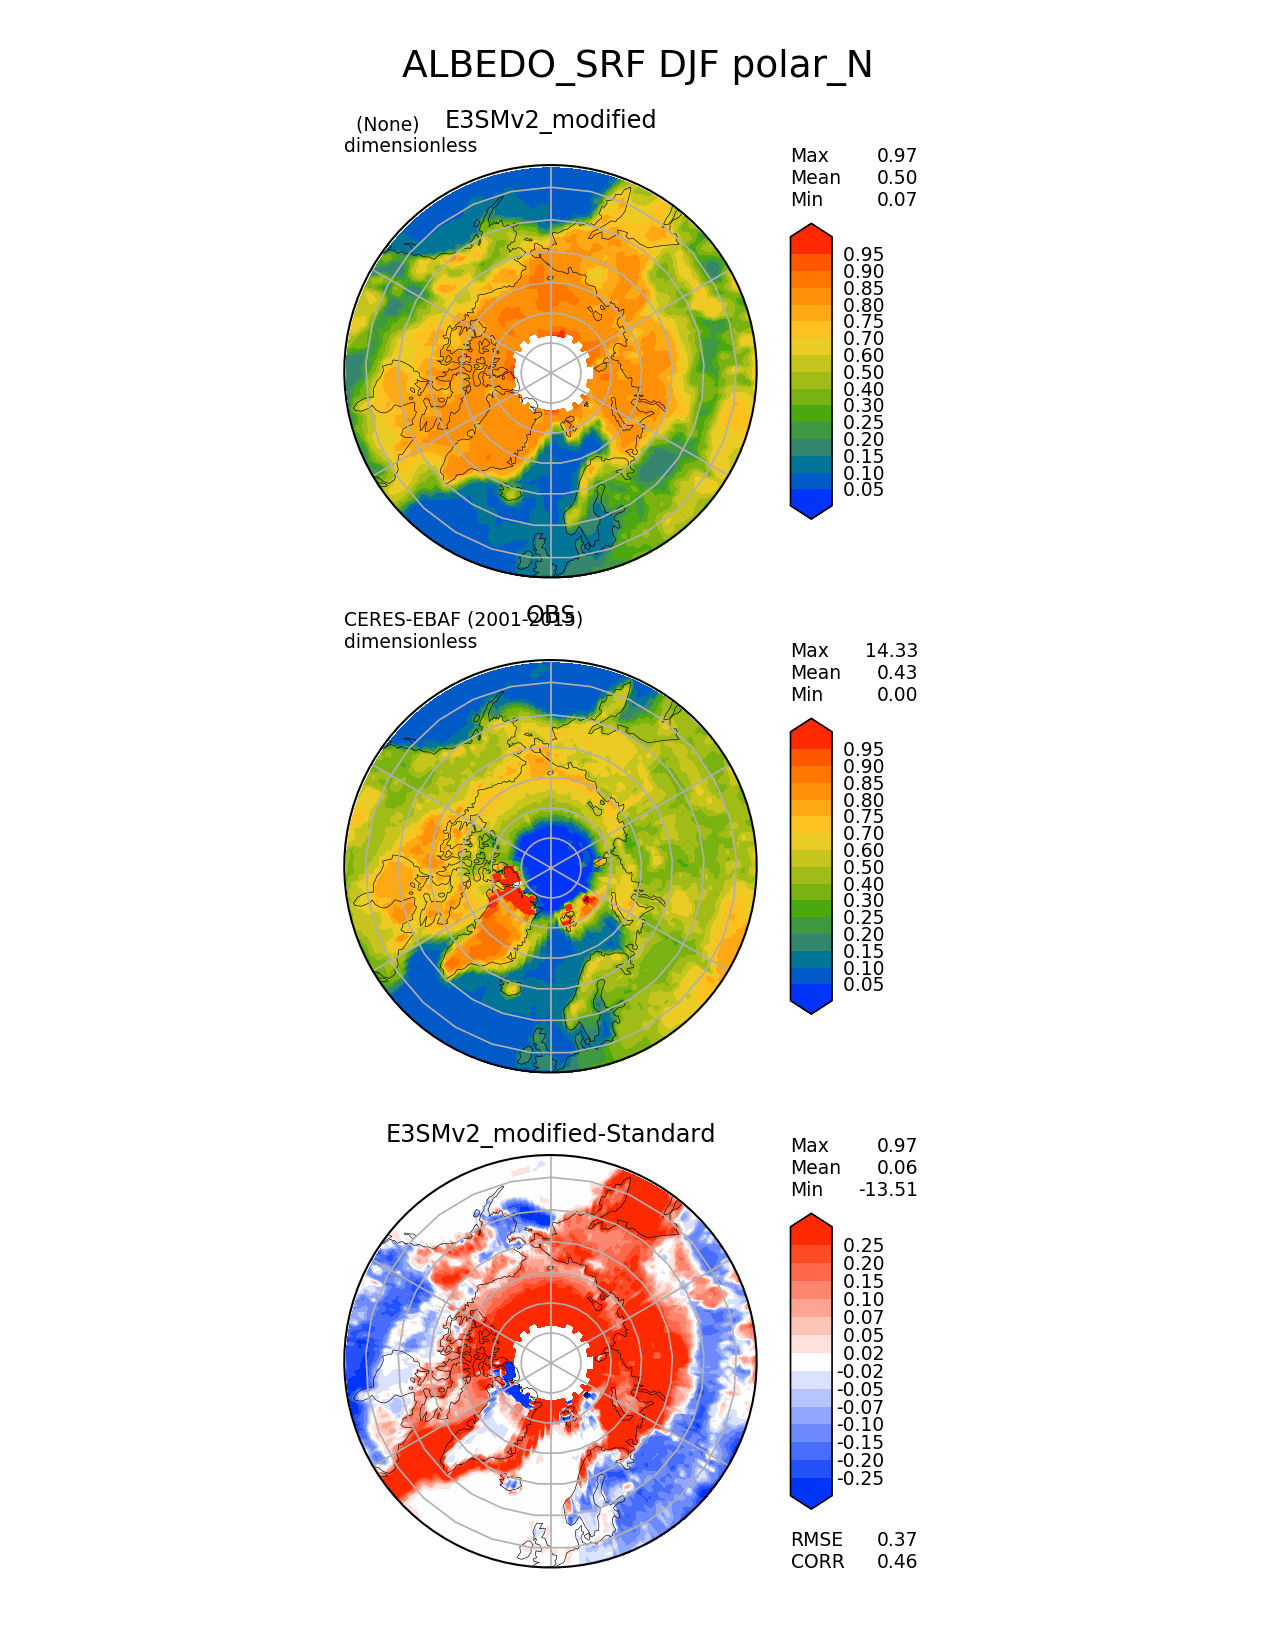 ALBEDO_SRF DJF polar_N
(None)
E3SMv2_modified
dimensionless
Max 0.97
Mean 0.50
Min 0.07
0.95
0.90
0.85
0.80
0.75
0.70
0.60
0.50
0.40
0.30
0.25
0.20
0.15
0.10
0.05
OBS
CERES-EBAF (2001-2015)
dimensionless
Max 14.33
Mean 0.43
Min 0.00
0.95
0.90
0.85
0.80
0.75
0.70
0.60
0.50
0.40
0.30
0.25
0.20
0.15
0.10
0.05
E3SMv2_modified-Standard
Max 0.97
Mean 0.06
Min -13.51
0.25
0.20
0.15
0.10
0.07
0.05
0.02
-0.02
-0.05
-0.07
-0.10
-0.15
-0.20
-0.25
RMSE 0.37
CORR 0.46